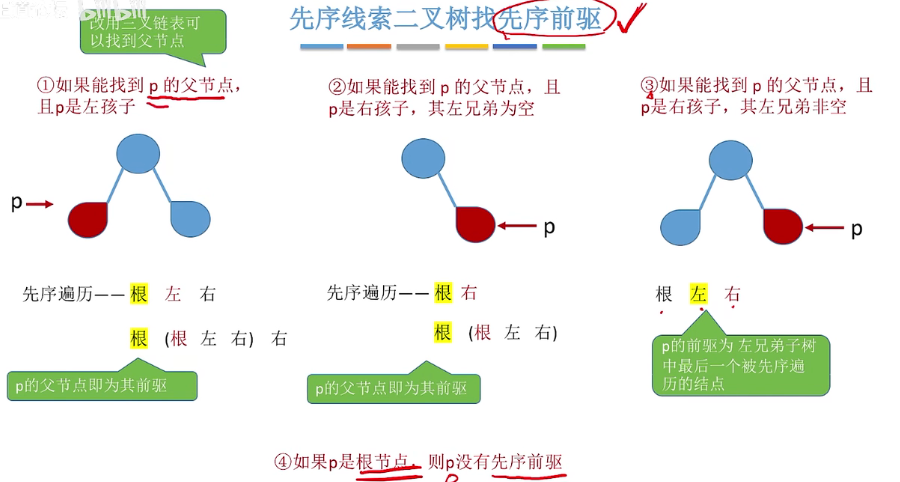 先序线索二叉树找先序前驱
改用三叉链表可
以找到父节点
①如果能找到 p 的父节点，
且p是左孩子
②如果能找到 p 的父节点，且
p是右孩子，其左兄弟为空
③如果能找到 p 的父节点，且
p是右孩子，其左兄弟非空
p
p
p
先序遍历——根 左 右
根 (根 左 右) 右
p的父节点即为其前驱
先序遍历——根 右
根 (根 左 右)
p的父节点即为其前驱
根 左 右
p的前驱为 左兄弟子树
中最后一个被先序遍
历的结点
④如果p是根节点，则p没有先序前驱